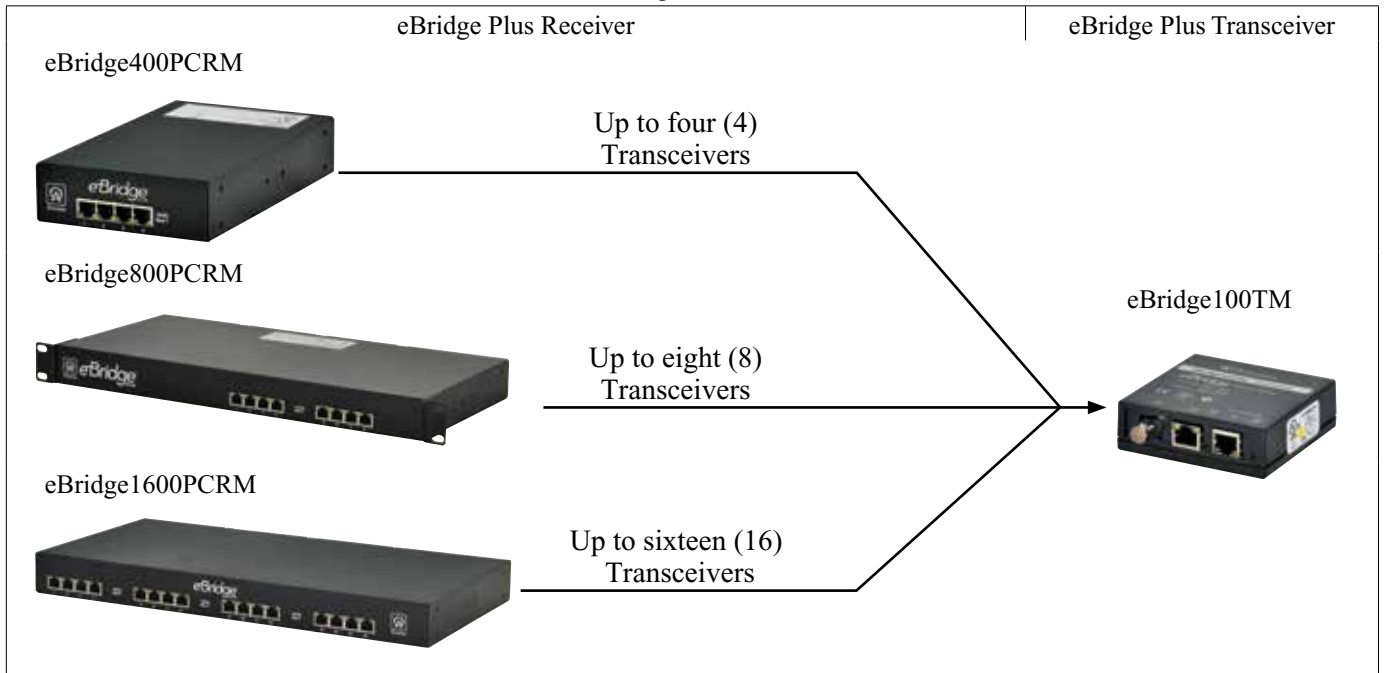 eBridge Plus Receiver
eBridge Plus Transceiver
eBridge400PCRM
eBridge
Up to four (4)
Transceivers
eBridge800PCRM
eBridge
Up to eight (8)
Transceivers
eBridge100TM
eBridge1600PCRM
eBridge
Up to sixteen (16)
Transceivers